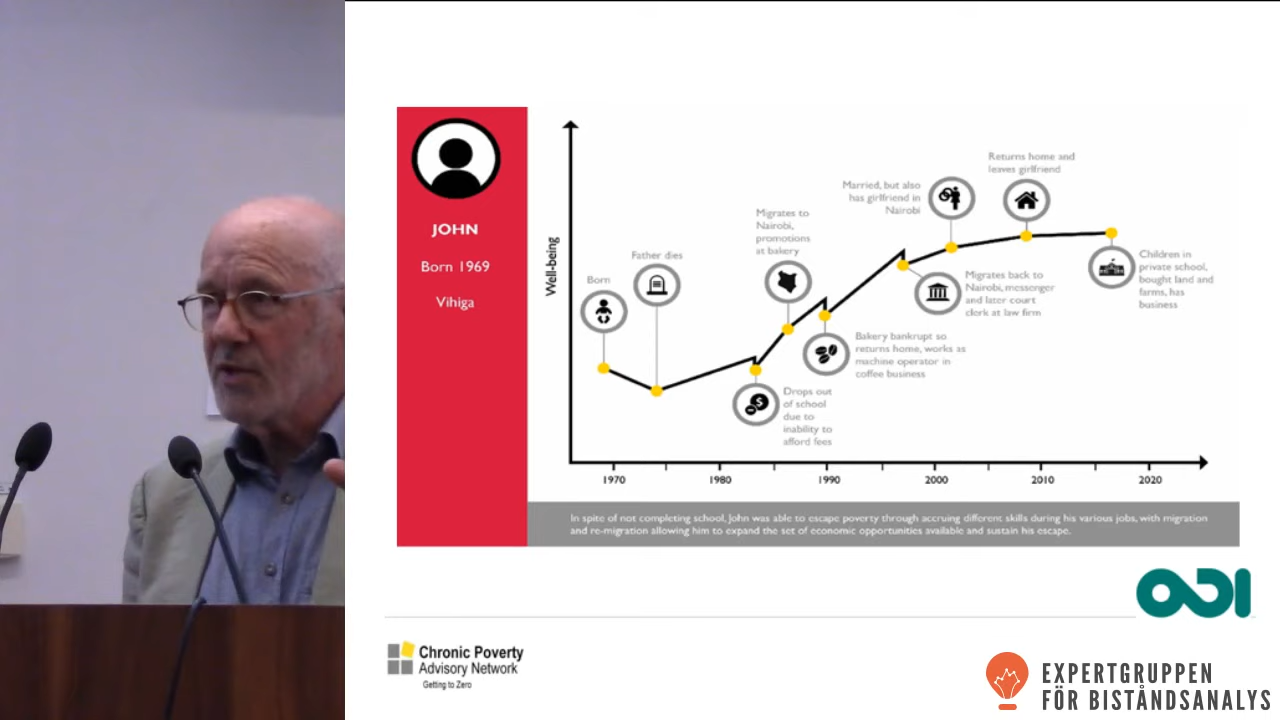 JOHN
Born 1969
Vihiga
Well-being
Born
Father dies
Drops out
of school
due to
inability to
afford fees
Migrates to
Nairobi,
promotions
at bakery
Bakery bankrupt so
returns home, works as
machine operator in
coffee business
Migrates back to
Nairobi, messenger
and later court
clerk at law firm
Married, but also
has girlfriend in
Nairobi
Returns home and
leaves girlfriend
Children in
private school,
bought land and
farms, has
business
1970
1980
1990
2000
2010
2020
In spite of not completing school, John was able to escape poverty through accruing different skills during his various jobs, with migration
and re-migration allowing him to expand the set of economic opportunities available and sustain his escape.
ODI
Chronic Poverty
Advisory Network
Getting to Zero
EXPERTGRUPPEN
FÖR BISTÅNDSANALYS